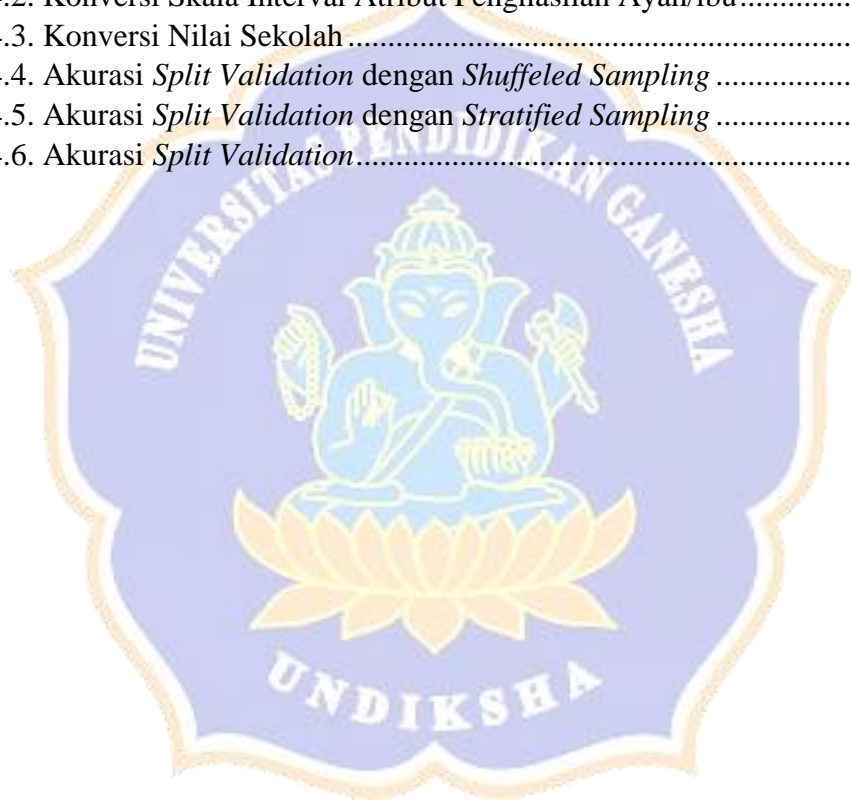 .2. Konversi Skala Interval Atribut Penghasilan Ayah/Ibu...............
.3. Konversi Nilai Sekolah ....................................................................
.4. Akurasi Split Validation dengan Shuffeled Sampling ..................
.5. Akurasi Split Validation dengan Stratified Sampling ..................
.6. Akurasi Split Validation...................................................................
UNIVERSITAS PENDIDIKAN GANESHA
UNDIKSHA